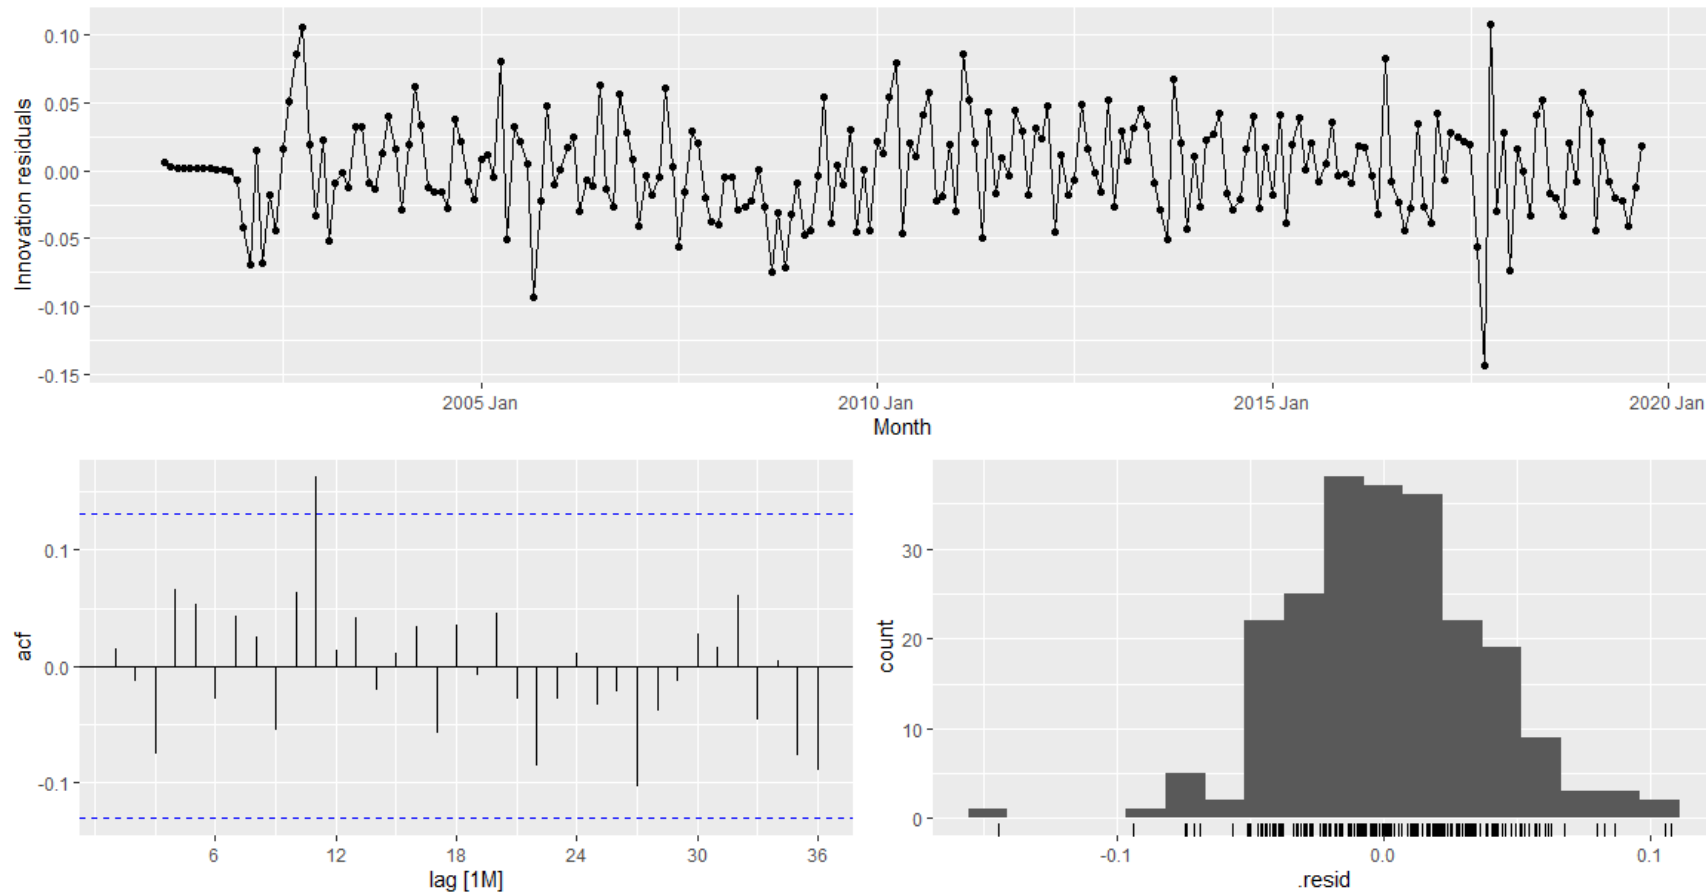 0.10
0.05
0.00
-0.05
-0.10
-0.15
Innovation residuals
2005 Jan
2010 Jan
2015 Jan
2020 Jan
Month
0.1
0.0
-0.1
acf
6
12
18
24
30
36
lag [1M]
30
20
10
0
count
-0.1
0.0
0.1
.resid